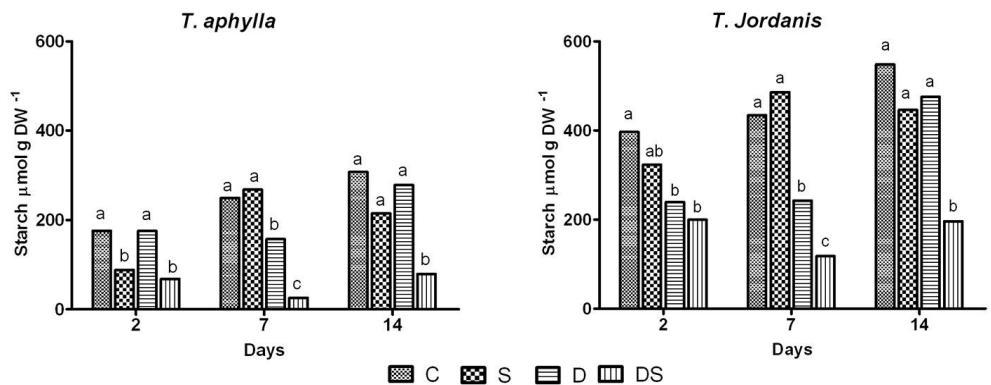 T. aphylla
600
400
200
0
Starch μmol g DW -1
a
b
a
b
a
a
b
c
a
a
a
b
2
7
14
Days
T. Jordanis
600
400
200
0
Starch μmol g DW -1
a
ab
b
b
a
a
b
c
a
a
a
b
2
7
14
Days
C S D DS